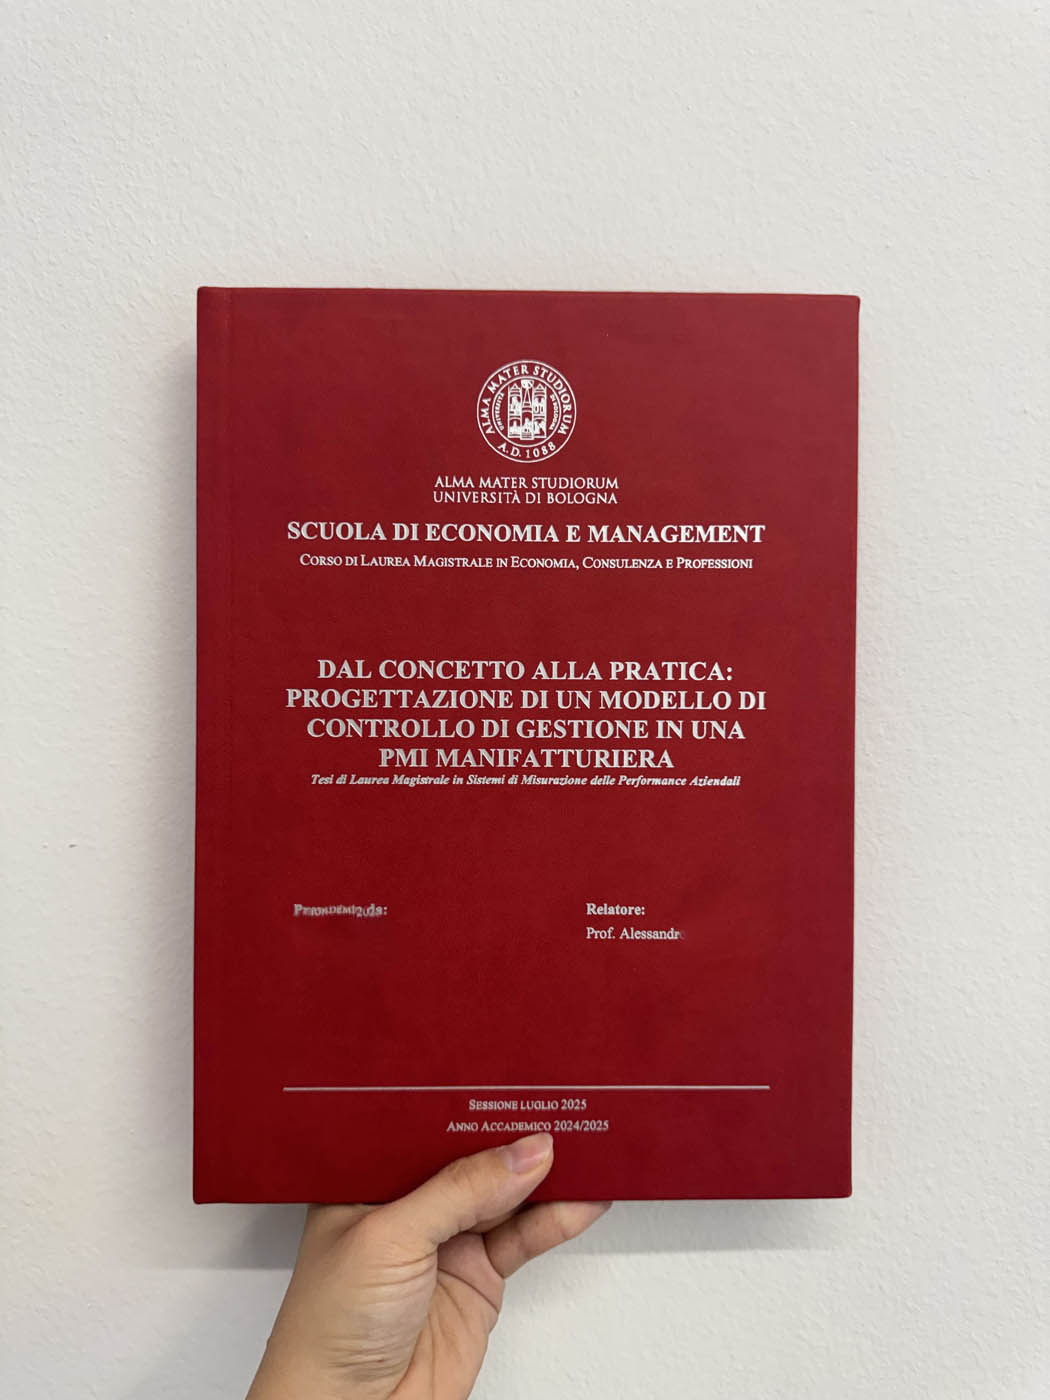 ALMA MATER STUDIORUM
A.D. 1088
ALMA MATER STUDIORUM
UNIVERSITÀ DI BOLOGNA
SCUOLA DI ECONOMIA E MANAGEMENT
CORSO DI LAUREA MAGISTRALE IN ECONOMIA, CONSULENZA E PROFESSIONI
DAL CONCETTO ALLA PRATICA:
PROGETTAZIONE DI UN MODELLO DI
CONTROLLO DI GESTIONE IN UNA
PMI MANIFATTURIERA
Tesi di Laurea Magistrale in Sistemi di Misurazione delle Performance Aziendali
Relatore:
Prof. Alessandro
SESSIONE LUGLIO 2025
ANNO ACCADEMICO 2024/2025